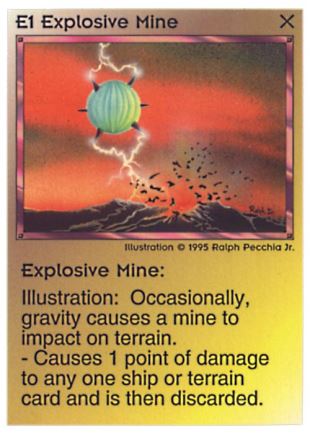 E1 Explosive Mine X
Ralph P.
Illustration © 1995 Ralph Pecchia Jr.
Explosive Mine:
Illustration: Occasionally,
gravity causes a mine to
impact on terrain.
- Causes 1 point of damage
to any one ship or terrain
card and is then discarded.